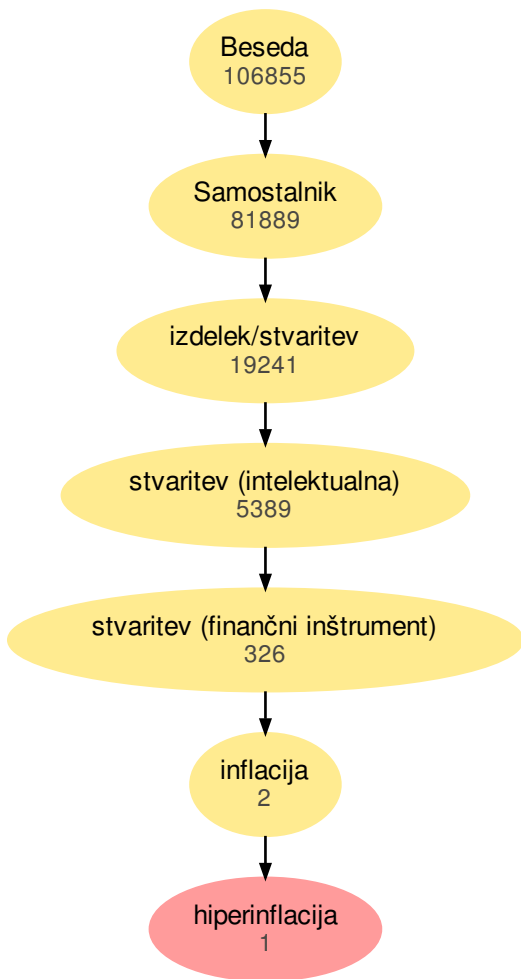 Beseda
106855
Samostalnik
81889
izdelek/stvaritev
19241
stvaritev (intelektualna)
5389
stvaritev (finančni inštrument)
326
inflacija
2
hiperinflacija
1